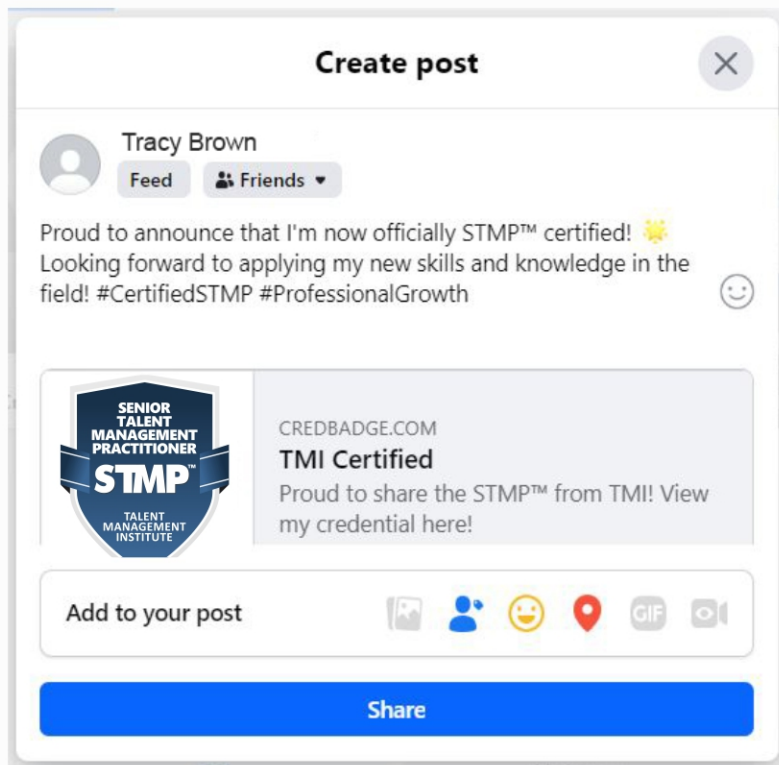 Create post
Tracy Brown
Feed
Friends
Proud to announce that I'm now officially STMP™ certified! 🌟
Looking forward to applying my new skills and knowledge in the
field! #CertifiedSTMP #ProfessionalGrowth
SENIOR
TALENT
MANAGEMENT
PRACTITIONER
STMP™
TALENT
MANAGEMENT
INSTITUTE
CREDBADGE.COM
TMI Certified
Proud to share the STMP™ from TMI! View
my credential here!
Add to your post
GIF
Share